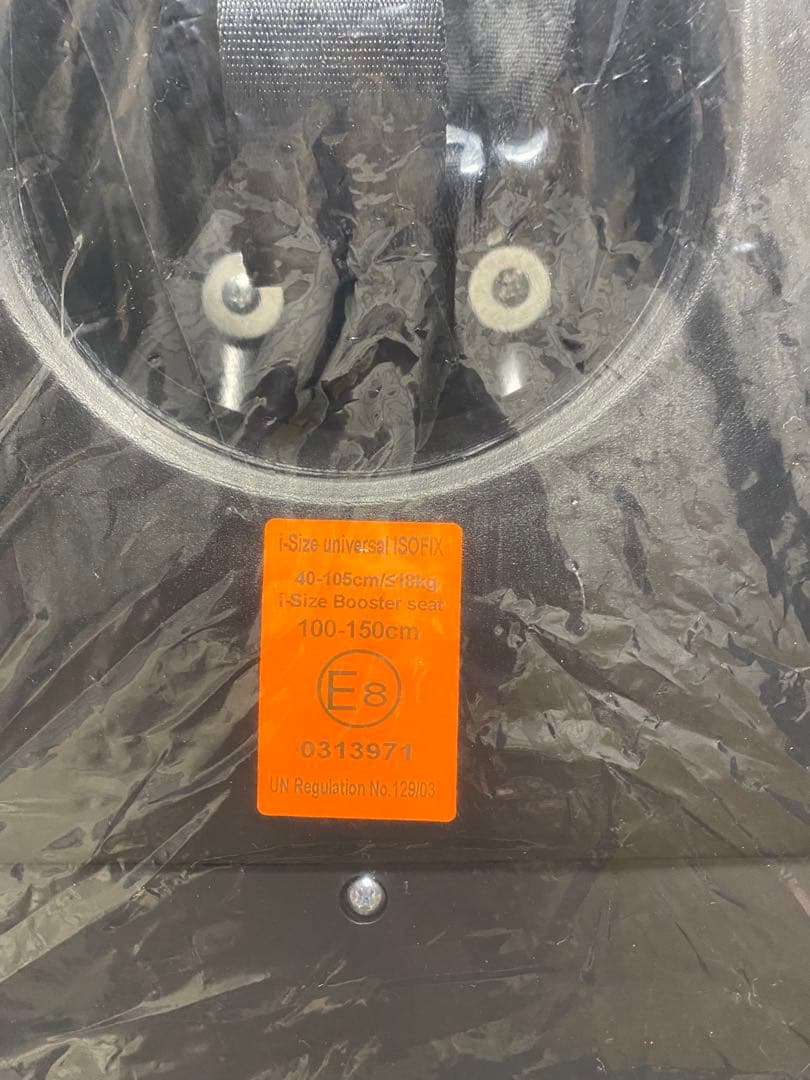 i-Size universal ISOFIX
40-105cm/≤18kg
i-Size Booster seat
100-150cm
E8
0313971
UN Regulation No.129/03